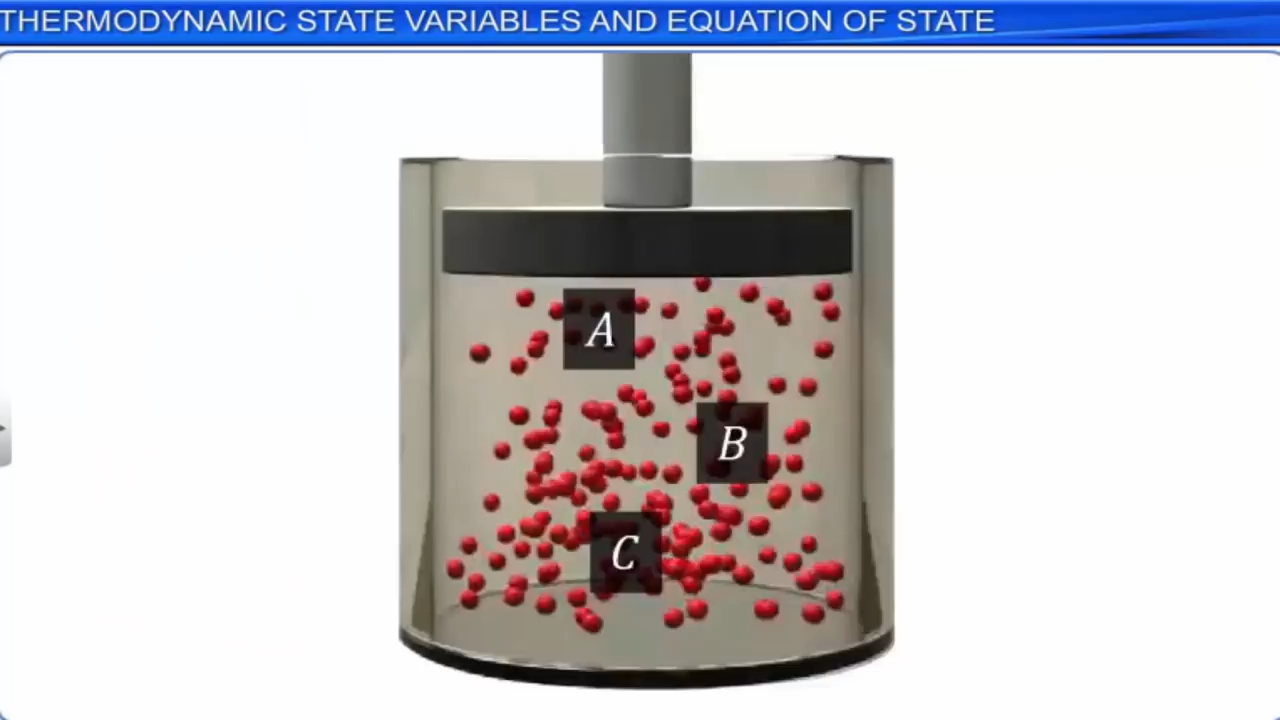 THERMODYNAMIC STATE VARIABLES AND EQUATION OF STATE
A
B
C